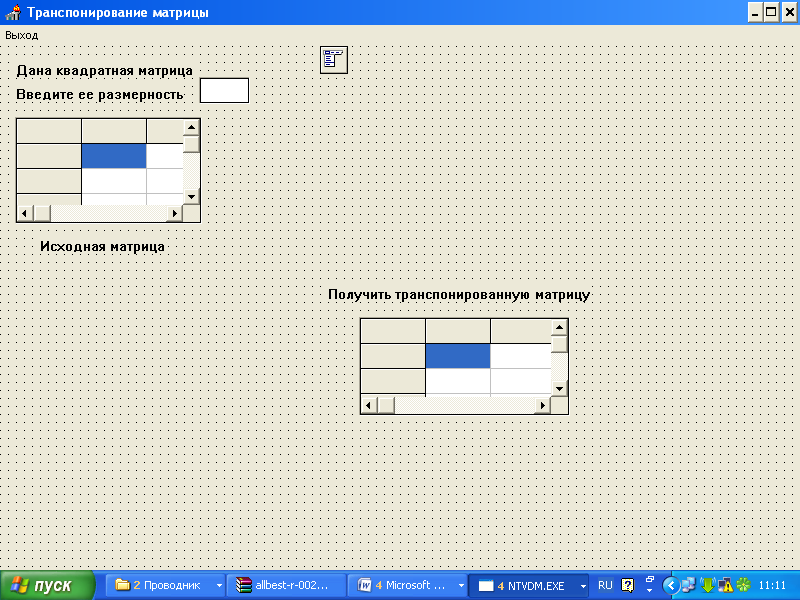 Транспонирование матрицы
Выход
Дана квадратная матрица
Введите ее размерность
Исходная матрица
Получить транспонированную матрицу
пуск
2 Проводник
allbest-r-002...
4 Microsoft ...
4 NTVDM.EXE
RU
11:11